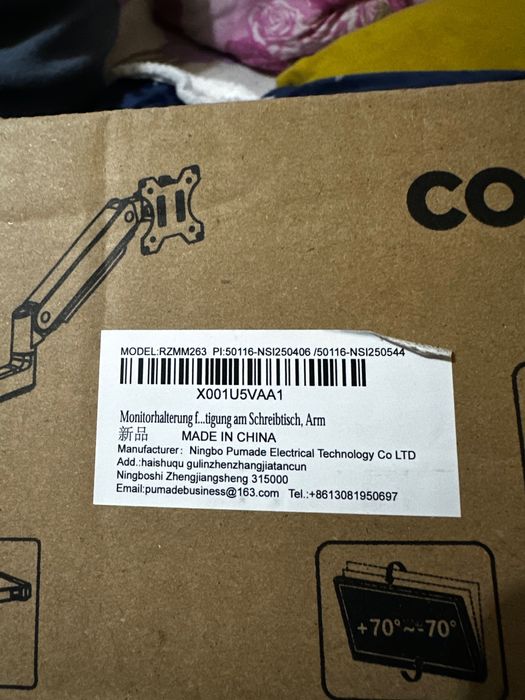 CO
MODEL:RZMM263 PI:50116-NSI250406 /50116-NSI250544
X001U5VAA1
Monitorhalterung f...tigung am Schreibtisch, Arm
新品 MADE IN CHINA
Manufacturer: Ningbo Pumade Electrical Technology Co LTD
Add.:haishuqu gulinzhenzhangjiatancun
Ningboshi Zhengjiangsheng 315000
Email:pumadebusiness@163.com Tel.:+8613081950697
+70°~-70°